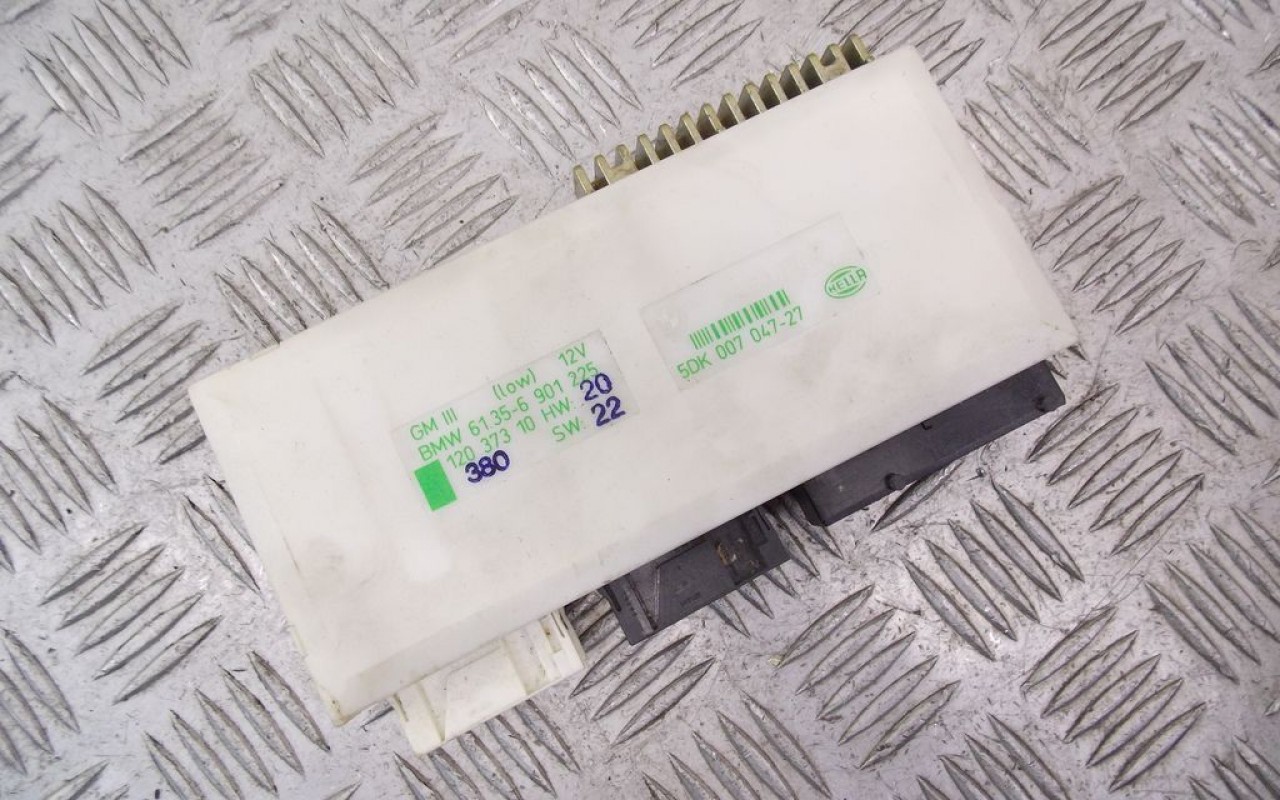 GM III (low) 12V
BMW 61.35-6 901 225
120 373 10 HW: 20
380 SW: 22
5DK 007 047-27
HELLA